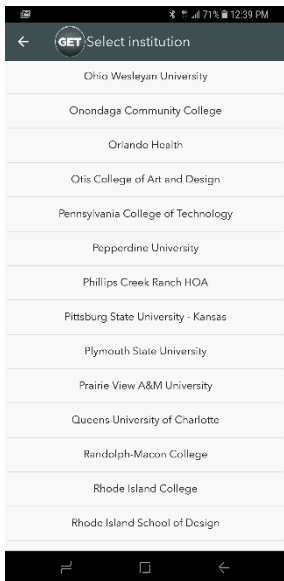 71% 12:39 PM
GET Select institution
Ohio Wesleyan University
Onondaga Community College
Orlando Health
Otis College of Art and Design
Pennsylvania College of Technology
Pepperdine University
Phillips Creek Ranch HOA
Pittsburg State University - Kansas
Plymouth State University
Prairie View A&M University
Queens University of Charlotte
Randolph-Macon College
Rhode Island College
Rhode Island School of Design